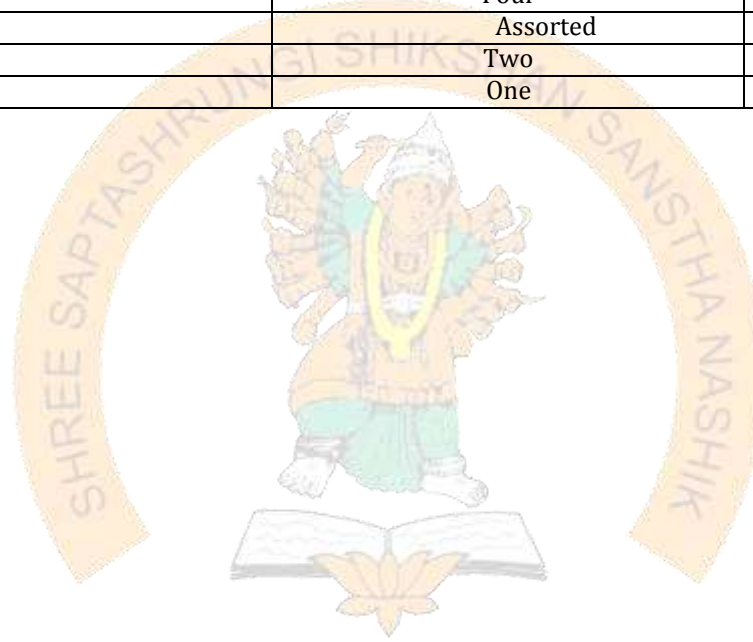 Four
Assorted
Two
One
SHREE SAPTASHRUNGI SHIKSHAN SANSTHA NASHIK